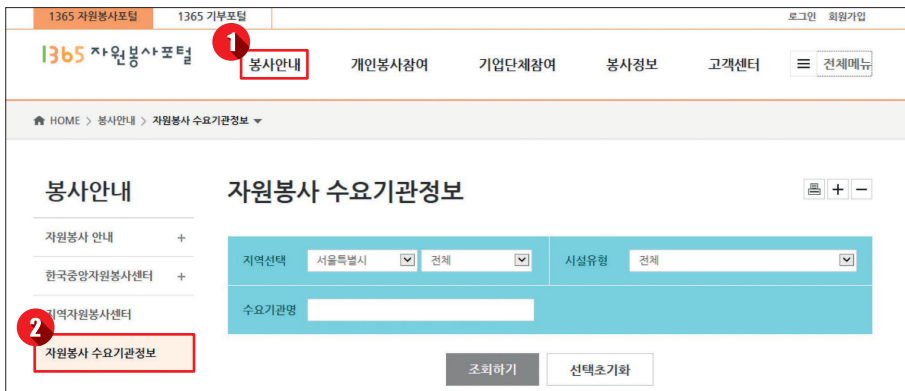 1365 자원봉사포털 1365 기부포털 로그인 회원가입
1365 자원봉사포털
1
봉사안내 개인봉사참여 기업단체참여 봉사정보 고객센터 전체메뉴
HOME > 봉사안내 > 자원봉사 수요기관정보
봉사안내 자원봉사 수요기관정보
자원봉사 안내 +
지역선택 서울특별시 전체 시설유형 전체
한국중앙자원봉사센터 +
수요기관명
지역자원봉사센터
2
자원봉사 수요기관정보
조회하기 선택초기화